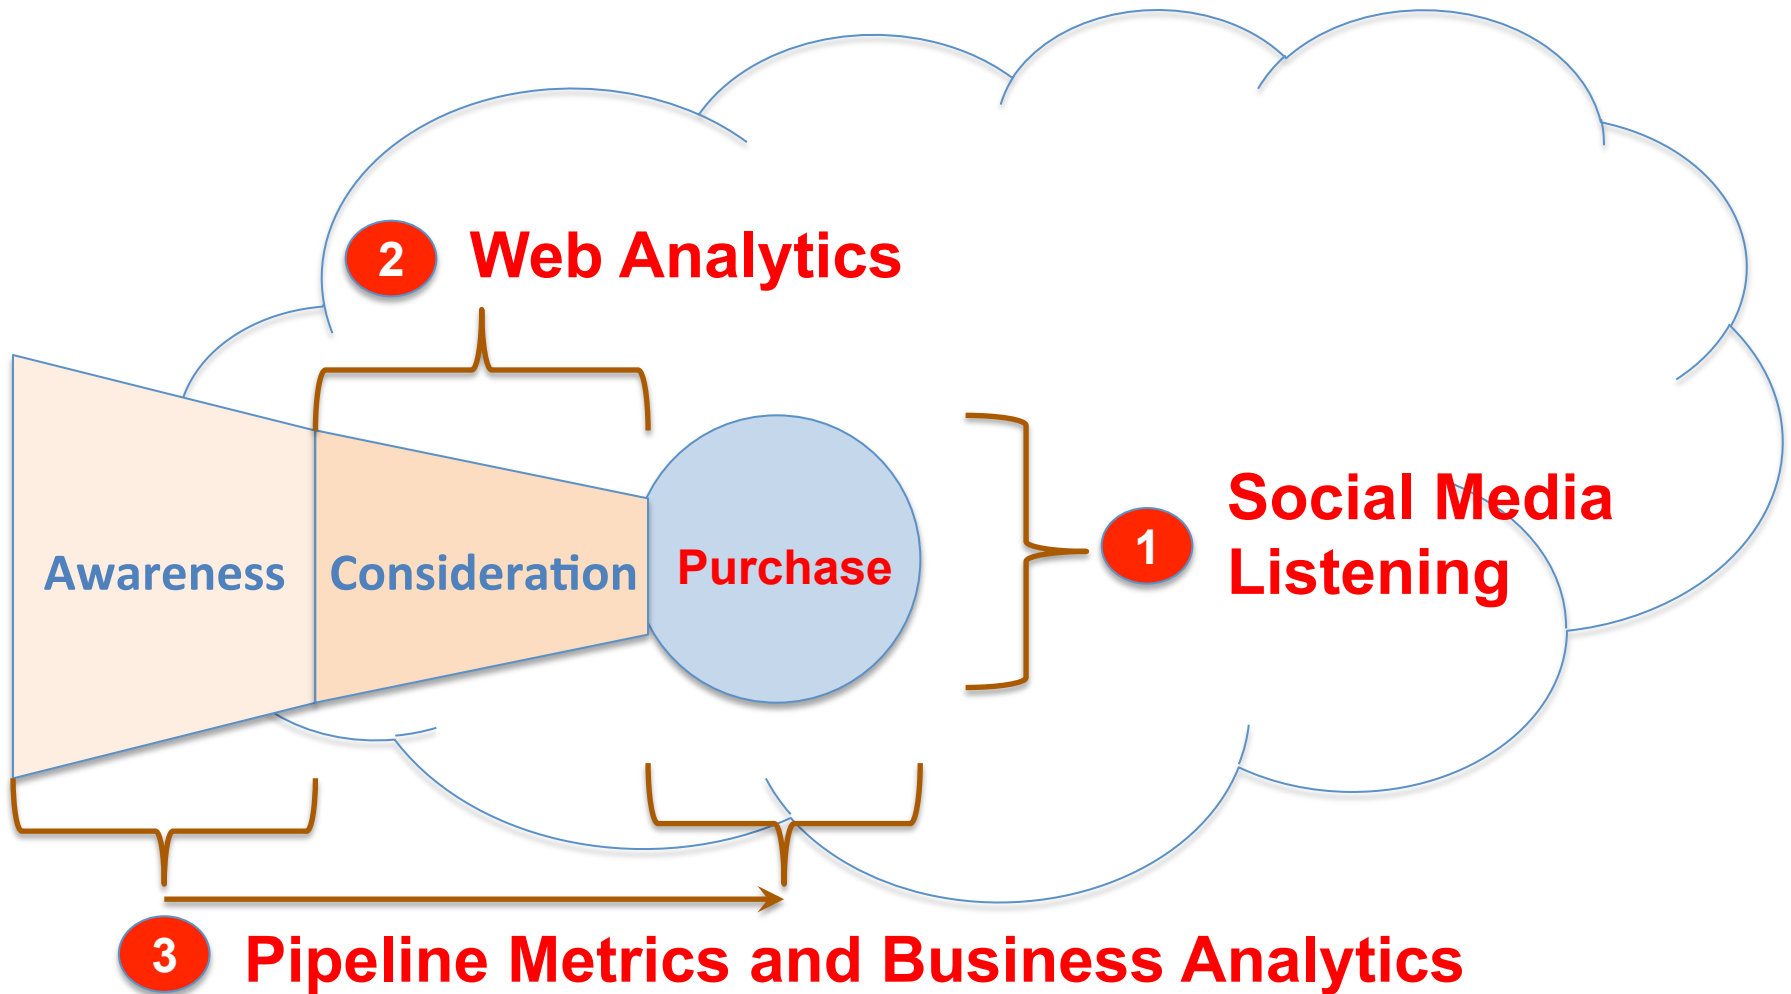 2 Web Analytics
Social Media
1
Listening
Awareness Consideration Purchase
3 Pipeline Metrics and Business Analytics